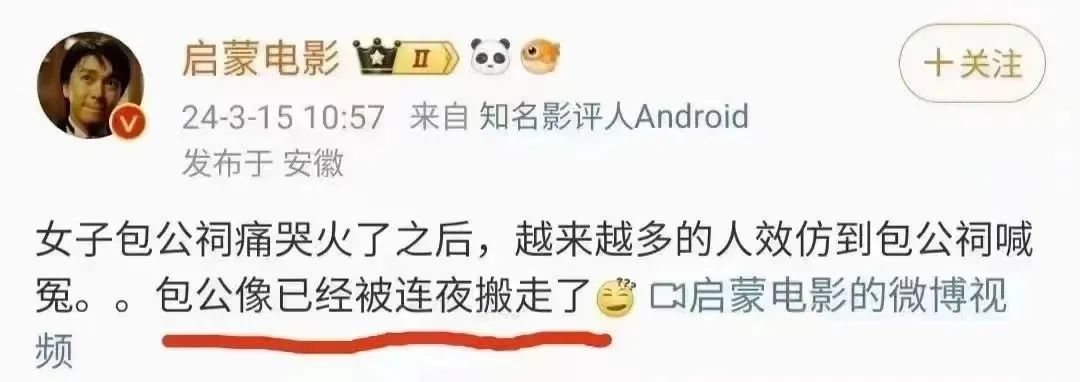 启蒙电影 II
+关注
24-3-15 10:57 来自 知名影评人Android
发布于 安徽
女子包公祠痛哭火了之后，越来越多的人效仿到包公祠喊
冤。。包公像已经被连夜搬走了 启蒙电影的微博视
频